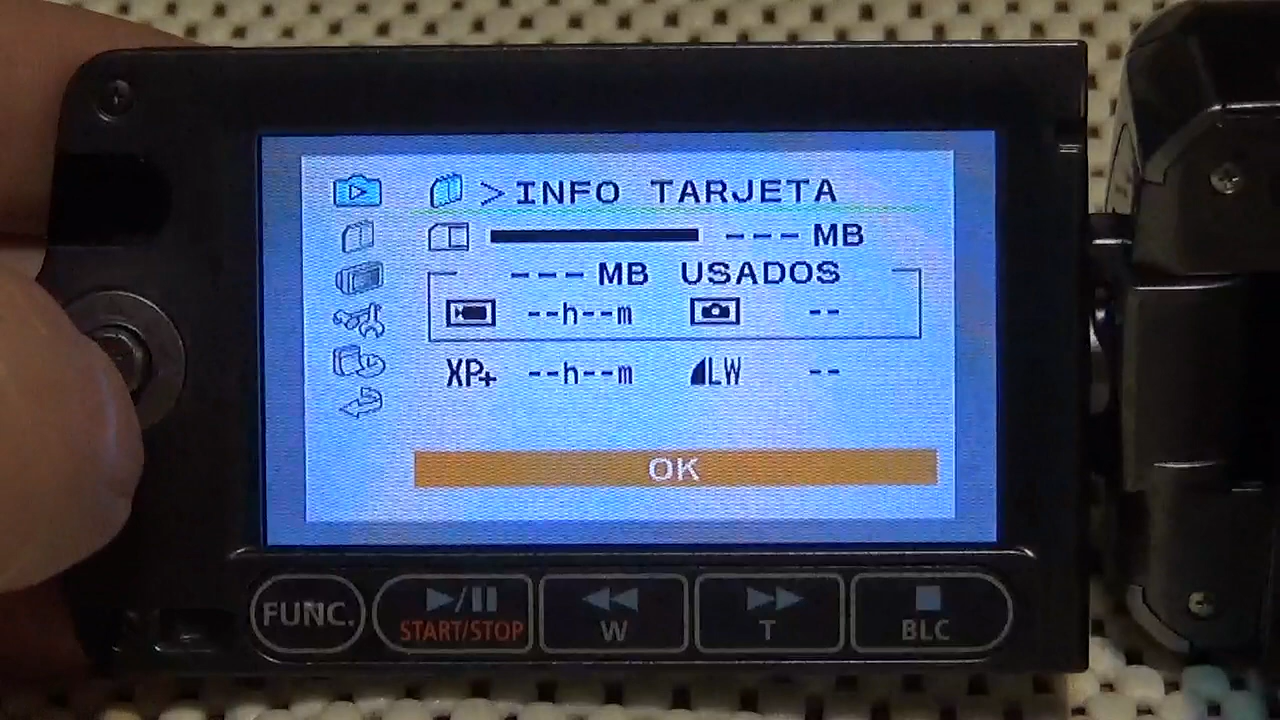 >INFO TARJETA
--- MB
--- MB USADOS
--h--m --
XP+ --h--m LW --
OK
FUNC. START/STOP W T BLC